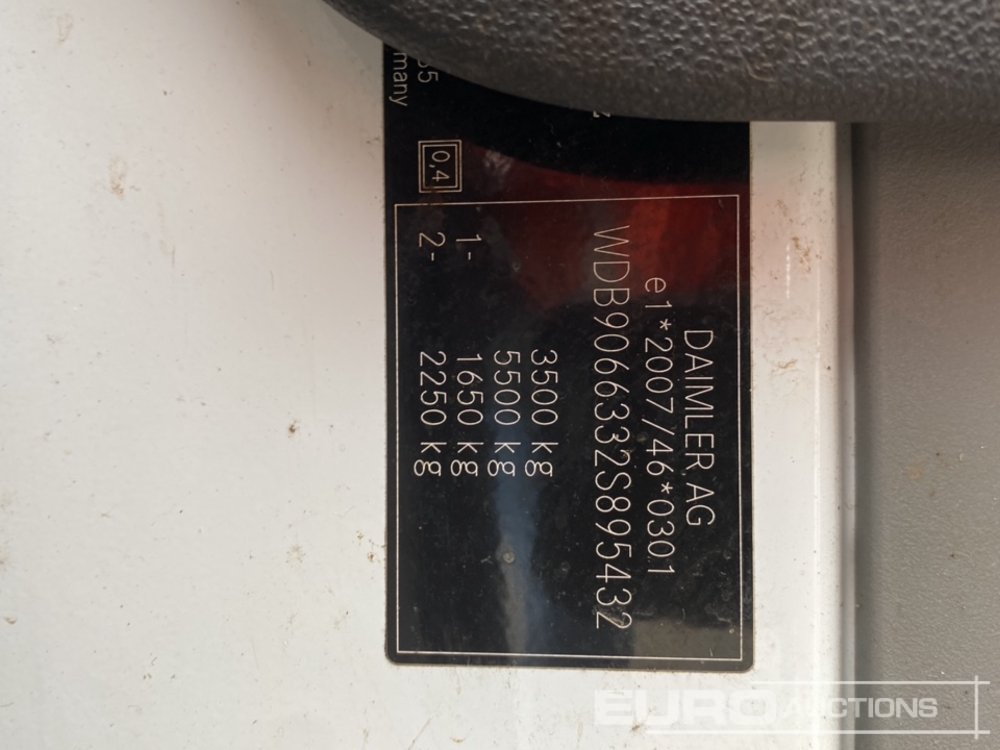 DAIMLER AG
e1*2007/46*0301
WDB9066332S895432
3500 kg
5500 kg
1- 1650 kg
2- 2250 kg
0,4
many
EURO AUCTIONS